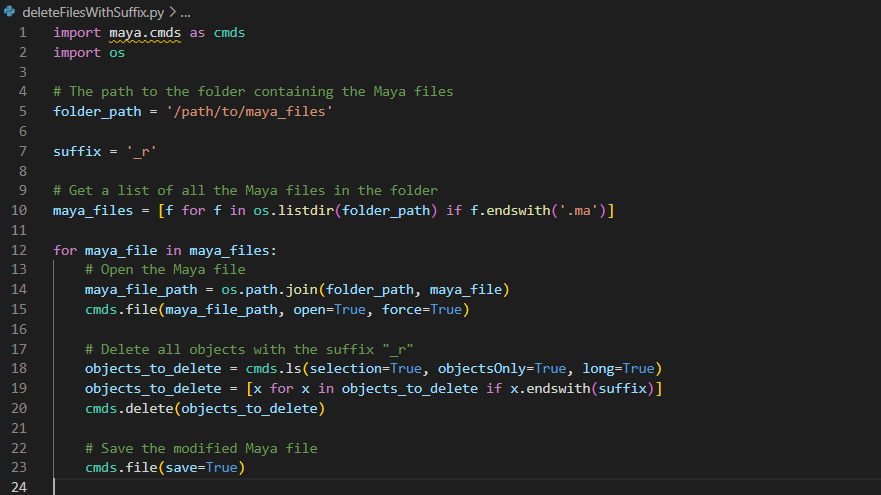 deleteFilesWithSuffix.py > ...
1 import maya.cmds as cmds
2 import os
3
4 # The path to the folder containing the Maya files
5 folder_path = '/path/to/maya_files'
6
7 suffix = '_r'
8
9 # Get a list of all the Maya files in the folder
10 maya_files = [f for f in os.listdir(folder_path) if f.endswith('.ma')]
11
12 for maya_file in maya_files:
13     # Open the Maya file
14     maya_file_path = os.path.join(folder_path, maya_file)
15     cmds.file(maya_file_path, open=True, force=True)
16
17     # Delete all objects with the suffix "_r"
18     objects_to_delete = cmds.ls(selection=True, objectsOnly=True, long=True)
19     objects_to_delete = [x for x in objects_to_delete if x.endswith(suffix)]
20     cmds.delete(objects_to_delete)
21
22     # Save the modified Maya file
23     cmds.file(save=True)
24